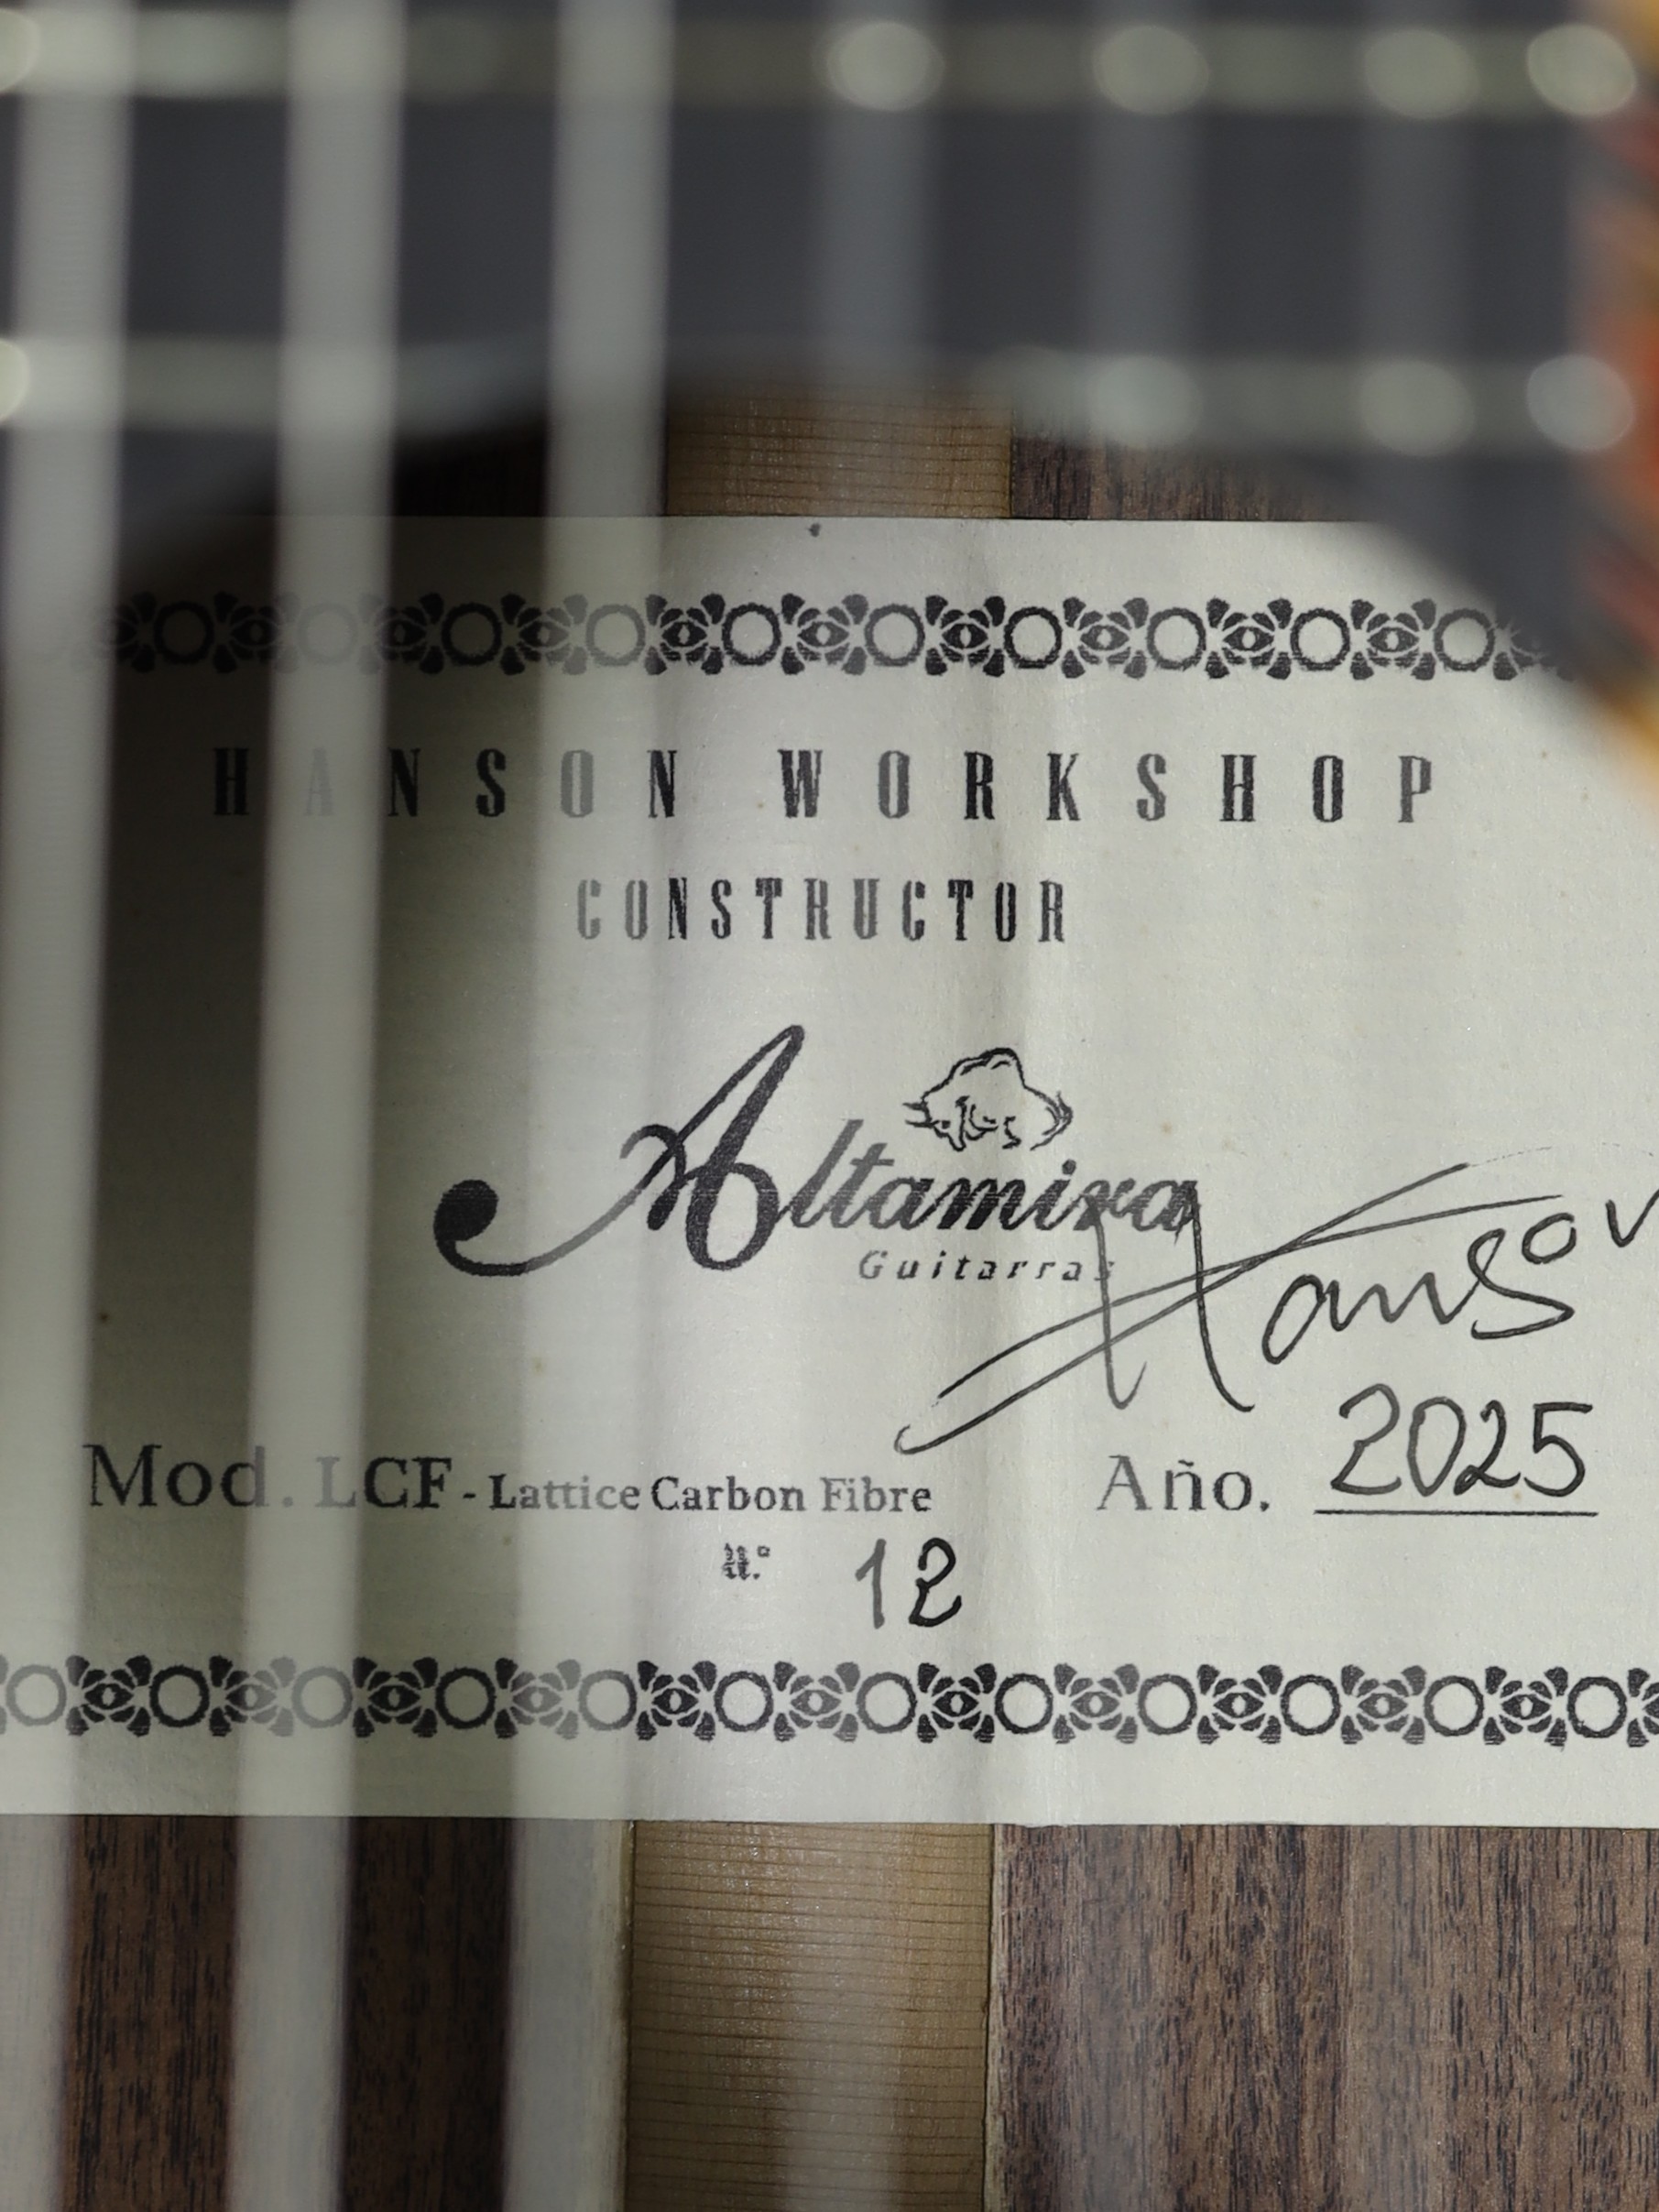 HANSON WORKSHOP
CONSTRUCTOR
Altamira
Guitarras
Hanson
Mod. LCF - Lattice Carbon Fibre Año. 2025
n.º 12